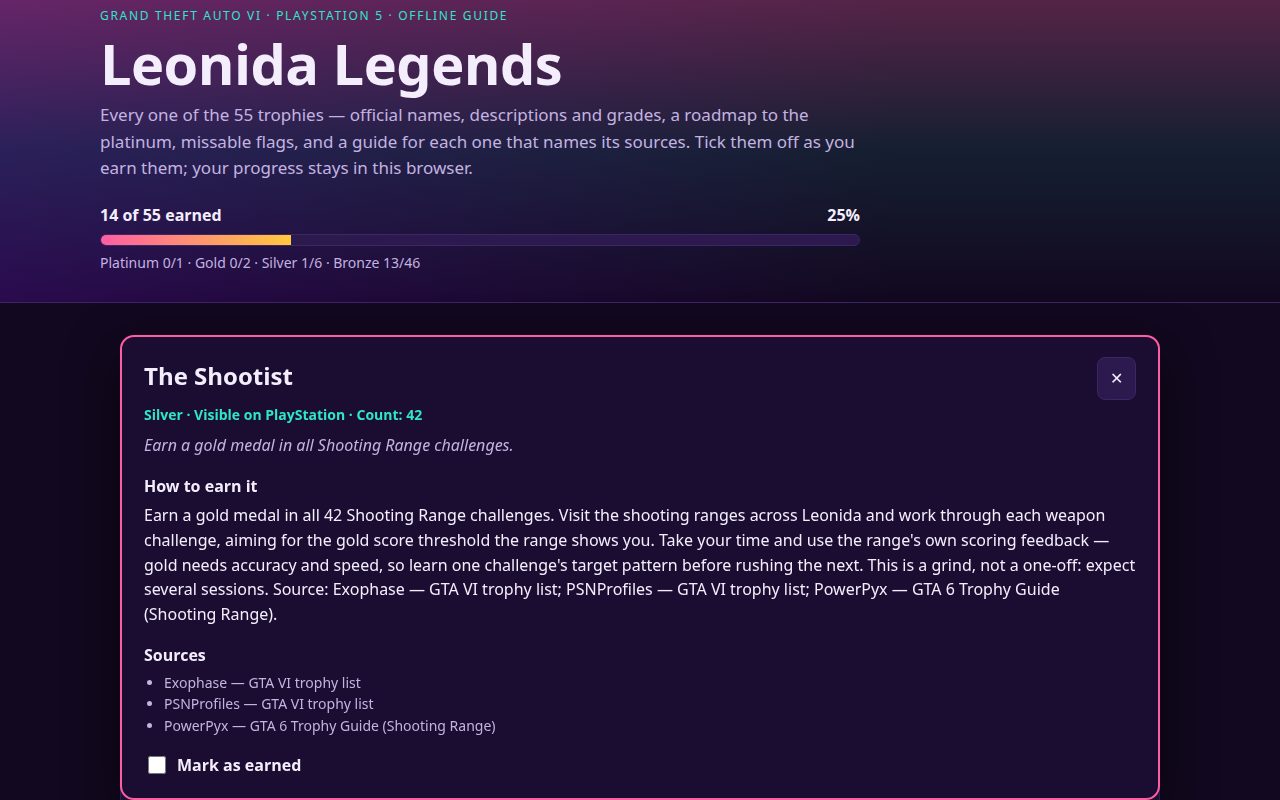 GRAND THEFT AUTO VI · PLAYSTATION 5 · OFFLINE GUIDE
Leonida Legends
Every one of the 55 trophies — official names, descriptions and grades, a roadmap to the
platinum, missable flags, and a guide for each one that names its sources. Tick them off as you
earn them; your progress stays in this browser.
14 of 55 earned 25%
Platinum 0/1 · Gold 0/2 · Silver 1/6 · Bronze 13/46
The Shootist ✕
Silver · Visible on PlayStation · Count: 42
Earn a gold medal in all Shooting Range challenges.
How to earn it
Earn a gold medal in all 42 Shooting Range challenges. Visit the shooting ranges across Leonida and work through each weapon
challenge, aiming for the gold score threshold the range shows you. Take your time and use the range's own scoring feedback —
gold needs accuracy and speed, so learn one challenge's target pattern before rushing the next. This is a grind, not a one-off: expect
several sessions. Source: Exophase — GTA VI trophy list; PSNProfiles — GTA VI trophy list; PowerPyx — GTA 6 Trophy Guide
(Shooting Range).
Sources
• Exophase — GTA VI trophy list
• PSNProfiles — GTA VI trophy list
• PowerPyx — GTA 6 Trophy Guide (Shooting Range)
Mark as earned